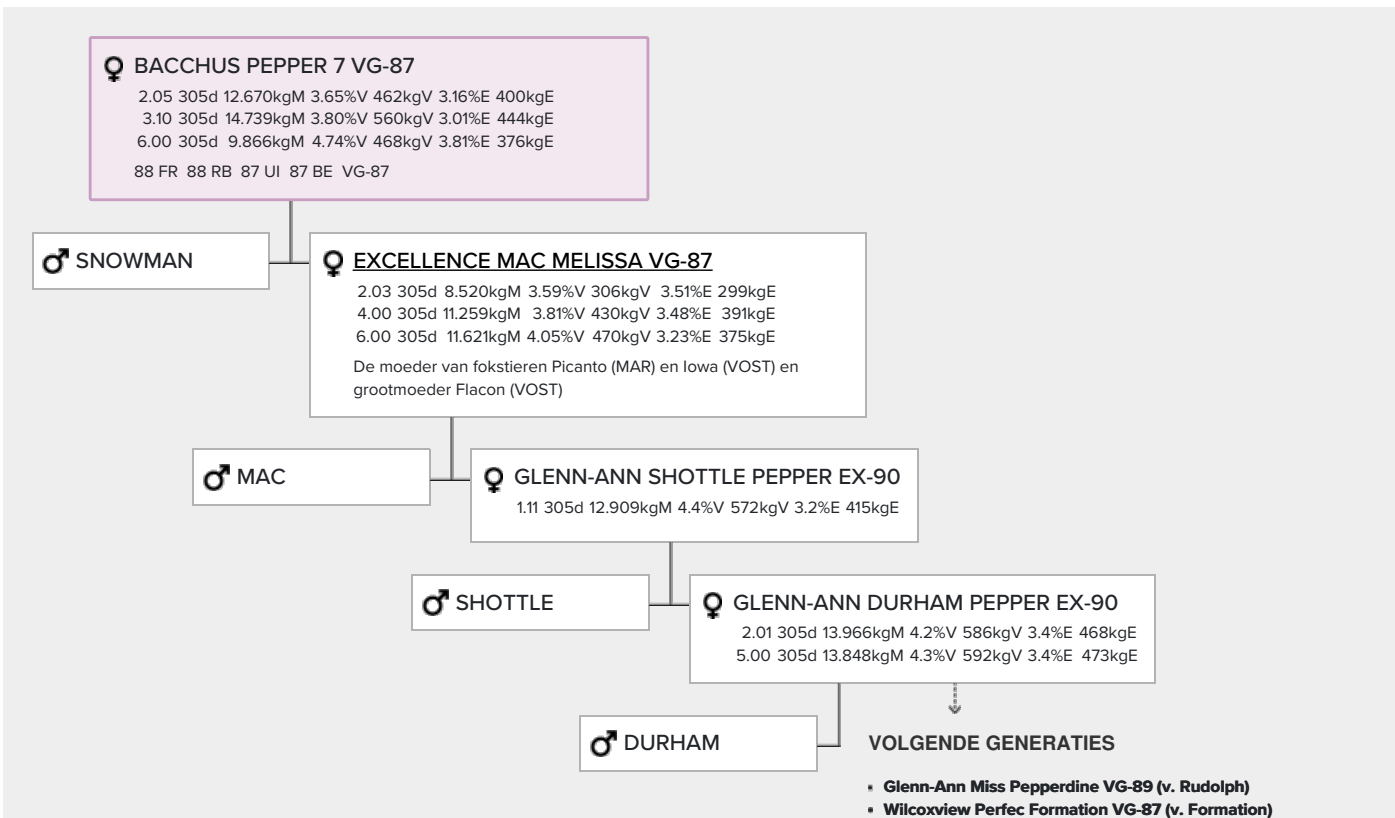 ♀ BACCHUS PEPPER 7 VG-87
2.05 305d 12.670kgM 3.65%V 462kgV 3.16%E 400kgE
3.10 305d 14.739kgM 3.80%V 560kgV 3.01%E 444kgE
6.00 305d 9.866kgM 4.74%V 468kgV 3.81%E 376kgE
88 FR 88 RB 87 UI 87 BE VG-87
♂ SNOWMAN
♀ EXCELLENCE MAC MELISSA VG-87
2.03 305d 8.520kgM 3.59%V 306kgV 3.51%E 299kgE
4.00 305d 11.259kgM 3.81%V 430kgV 3.48%E 391kgE
6.00 305d 11.621kgM 4.05%V 470kgV 3.23%E 375kgE
De moeder van fokstieren Picanto (MAR) en Iowa (VOST) en
grootmoeder Flacon (VOST)
♂ MAC
♀ GLENN-ANN SHOTTLE PEPPER EX-90
1.11 305d 12.909kgM 4.4%V 572kgV 3.2%E 415kgE
♂ SHOTTLE
♀ GLENN-ANN DURHAM PEPPER EX-90
2.01 305d 13.966kgM 4.2%V 586kgV 3.4%E 468kgE
5.00 305d 13.848kgM 4.3%V 592kgV 3.4%E 473kgE
♂ DURHAM
VOLGENDE GENERATIES
▪ Glenn-Ann Miss Pepperdine VG-89 (v. Rudolph)
▪ Wilcoxview Perfec Formation VG-87 (v. Formation)